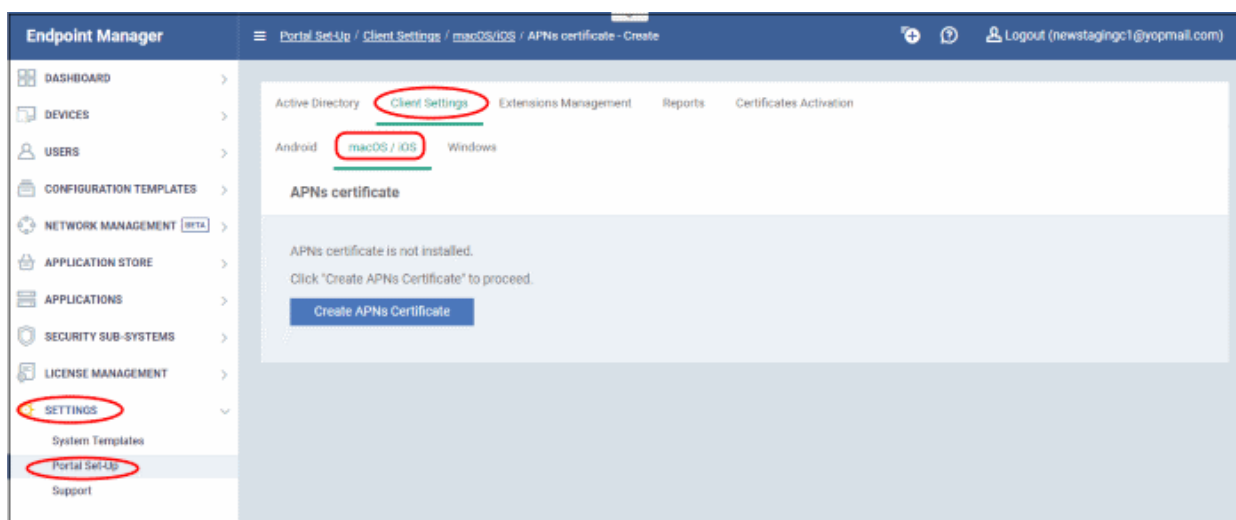 Endpoint Manager
Portal Set-Up / Client Settings / macOS/iOS / APNs certificate - Create
Logout (newstagingc1@yopmail.com)
DASHBOARD
DEVICES
USERS
CONFIGURATION TEMPLATES
NETWORK MANAGEMENT BETA
APPLICATION STORE
APPLICATIONS
SECURITY SUB-SYSTEMS
LICENSE MANAGEMENT
SETTINGS
System Templates
Portal Set-Up
Support
Active Directory Client Settings Extensions Management Reports Certificates Activation
Android macOS / iOS Windows
APNs certificate
APNs certificate is not installed.
Click "Create APNs Certificate" to proceed.
Create APNs Certificate